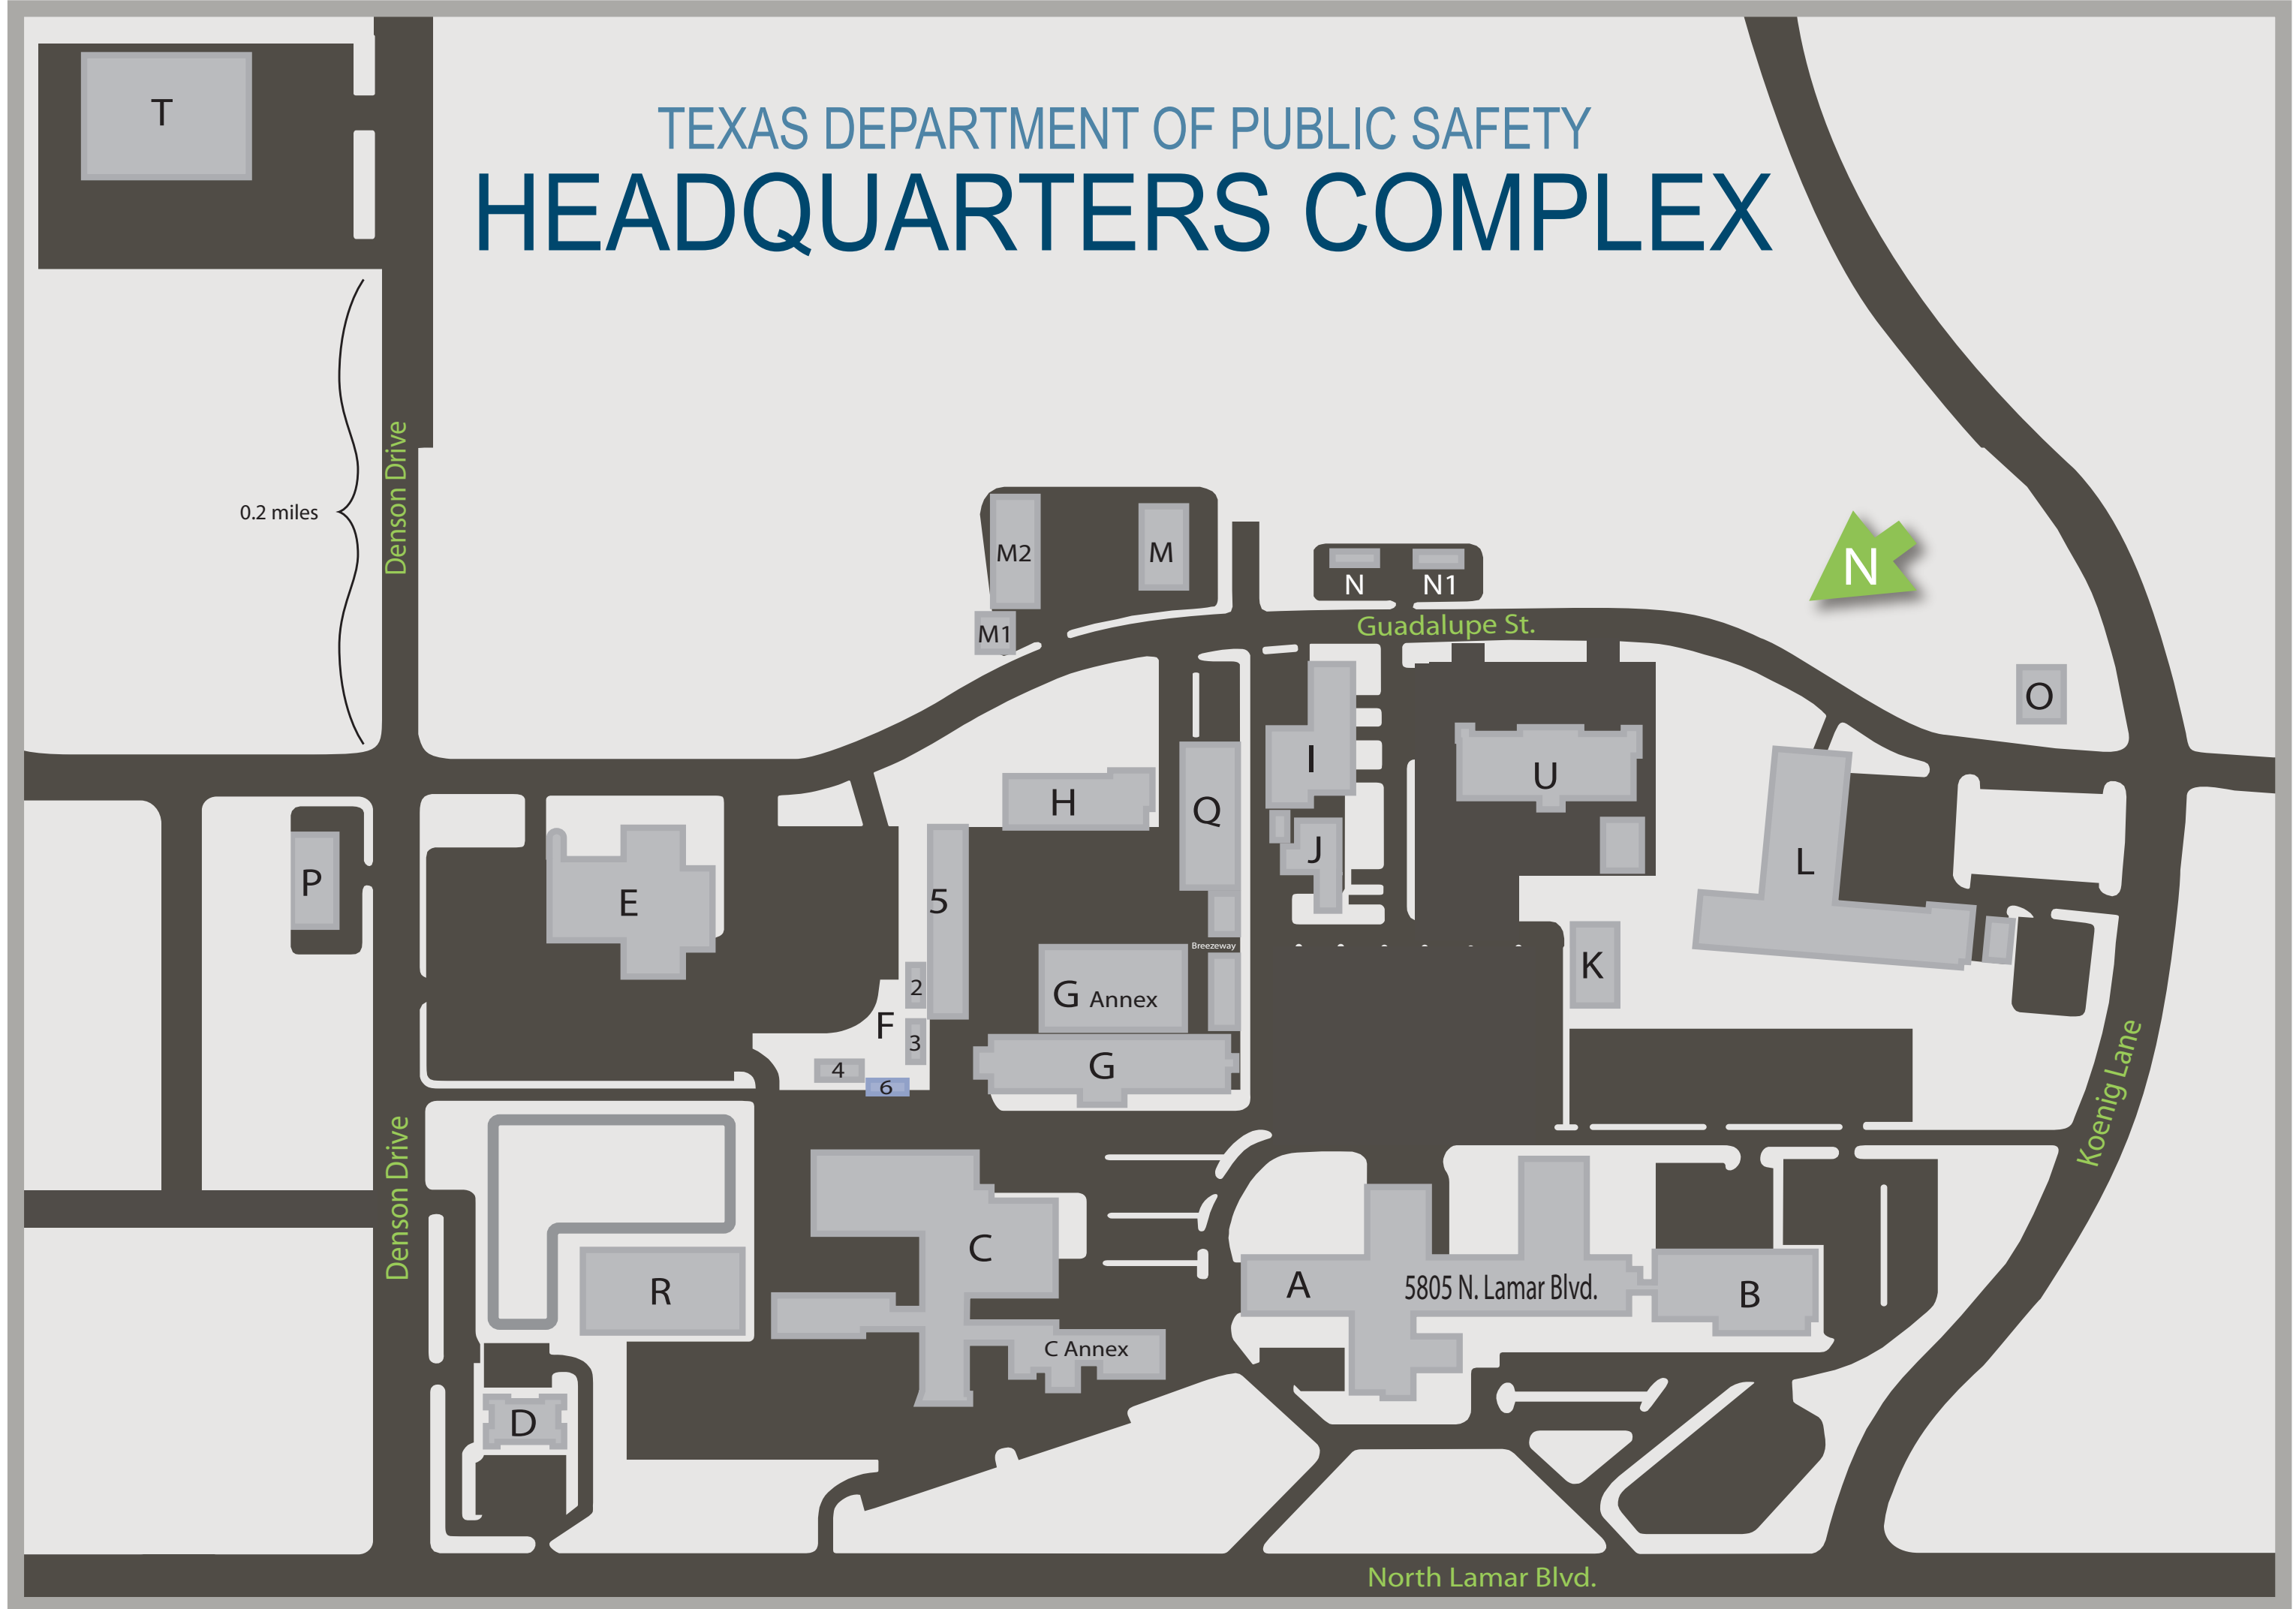 T
TEXAS DEPARTMENT OF PUBLIC SAFETY
HEADQUARTERS COMPLEX
0.2 miles
Denson Drive
M2
M
M1
N
N1
Guadalupe St.
N
O
P
E
5
H
Q
I
J
U
L
K
2
F
3
4
6
Breezeway
G Annex
G
Koenig Lane
Denson Drive
R
C
C Annex
A
5805 N. Lamar Blvd.
B
D
North Lamar Blvd.